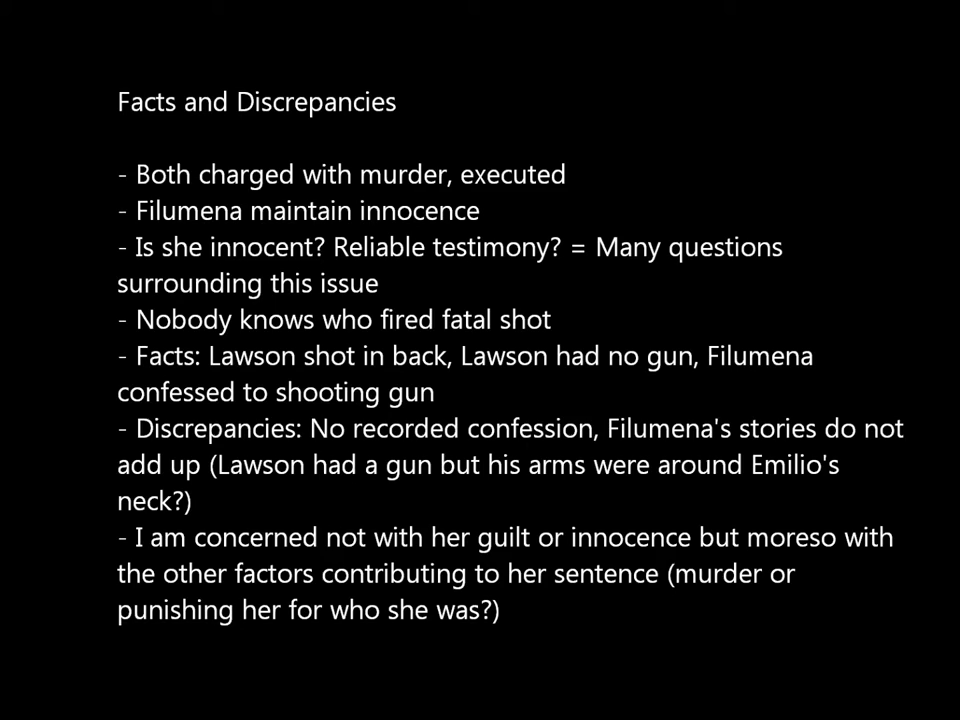 Facts and Discrepancies
- Both charged with murder, executed
- Filumena maintain innocence
- Is she innocent? Reliable testimony? = Many questions
surrounding this issue
- Nobody knows who fired fatal shot
- Facts: Lawson shot in back, Lawson had no gun, Filumena
confessed to shooting gun
- Discrepancies: No recorded confession, Filumena's stories do not
add up (Lawson had a gun but his arms were around Emilio's
neck?)
- I am concerned not with her guilt or innocence but moreso with
the other factors contributing to her sentence (murder or
punishing her for who she was?)